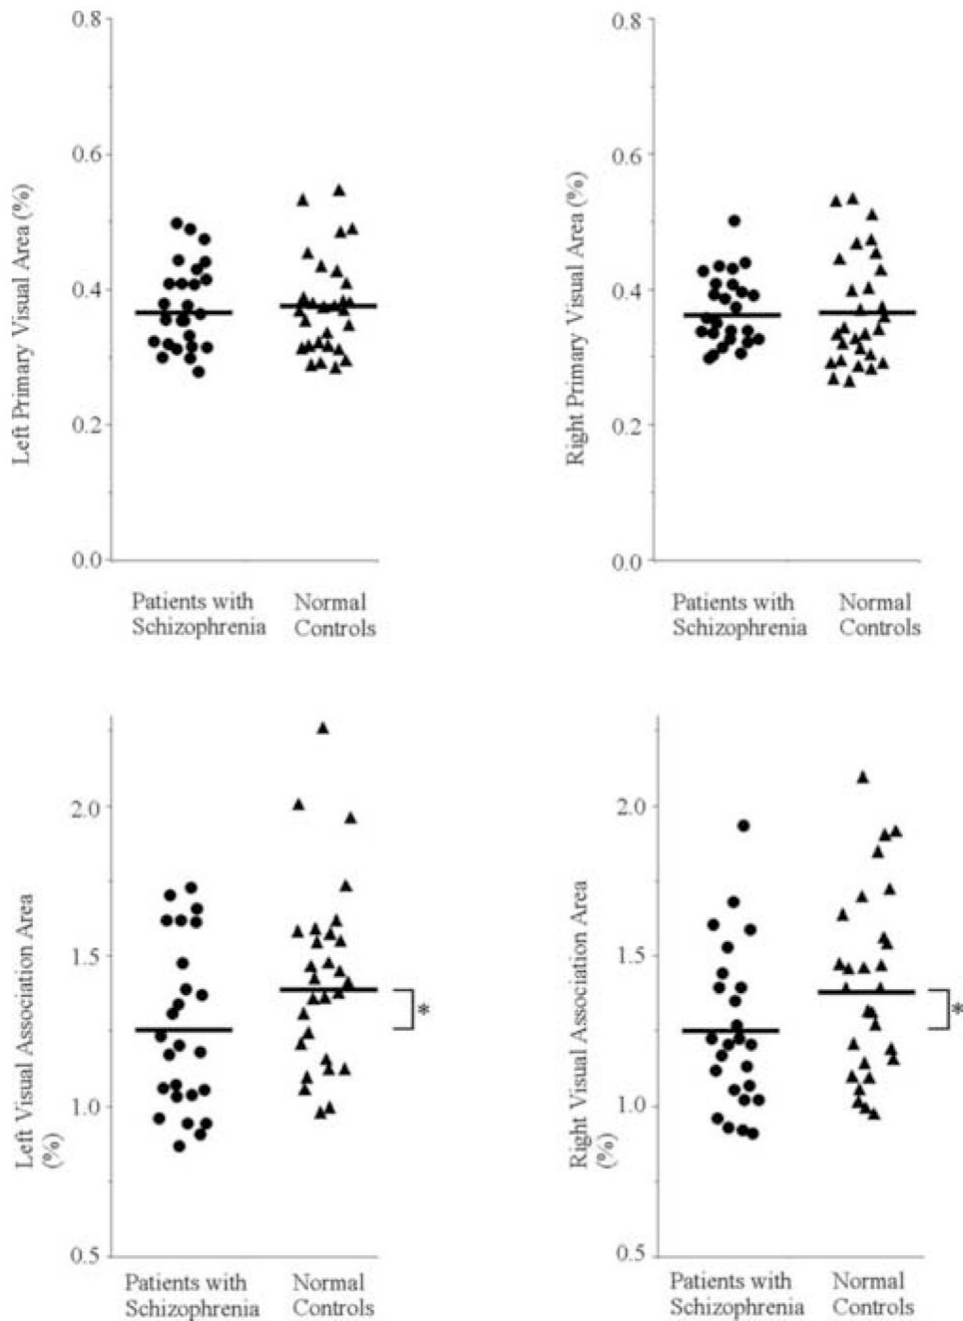 0.8
0.6
0.4
0.2
0.0
Left Primary Visual Area (%)
Patients with
Schizophrenia
Normal
Controls
0.8
0.6
0.4
0.2
0.0
Right Primary Visual Area (%)
Patients with
Schizophrenia
Normal
Controls
2.0
1.5
1.0
0.5
Left Visual Association Area
(%)
*
Patients with
Schizophrenia
Normal
Controls
2.0
1.5
1.0
0.5
Right Visual Association Area
(%)
*
Patients with
Schizophrenia
Normal
Controls